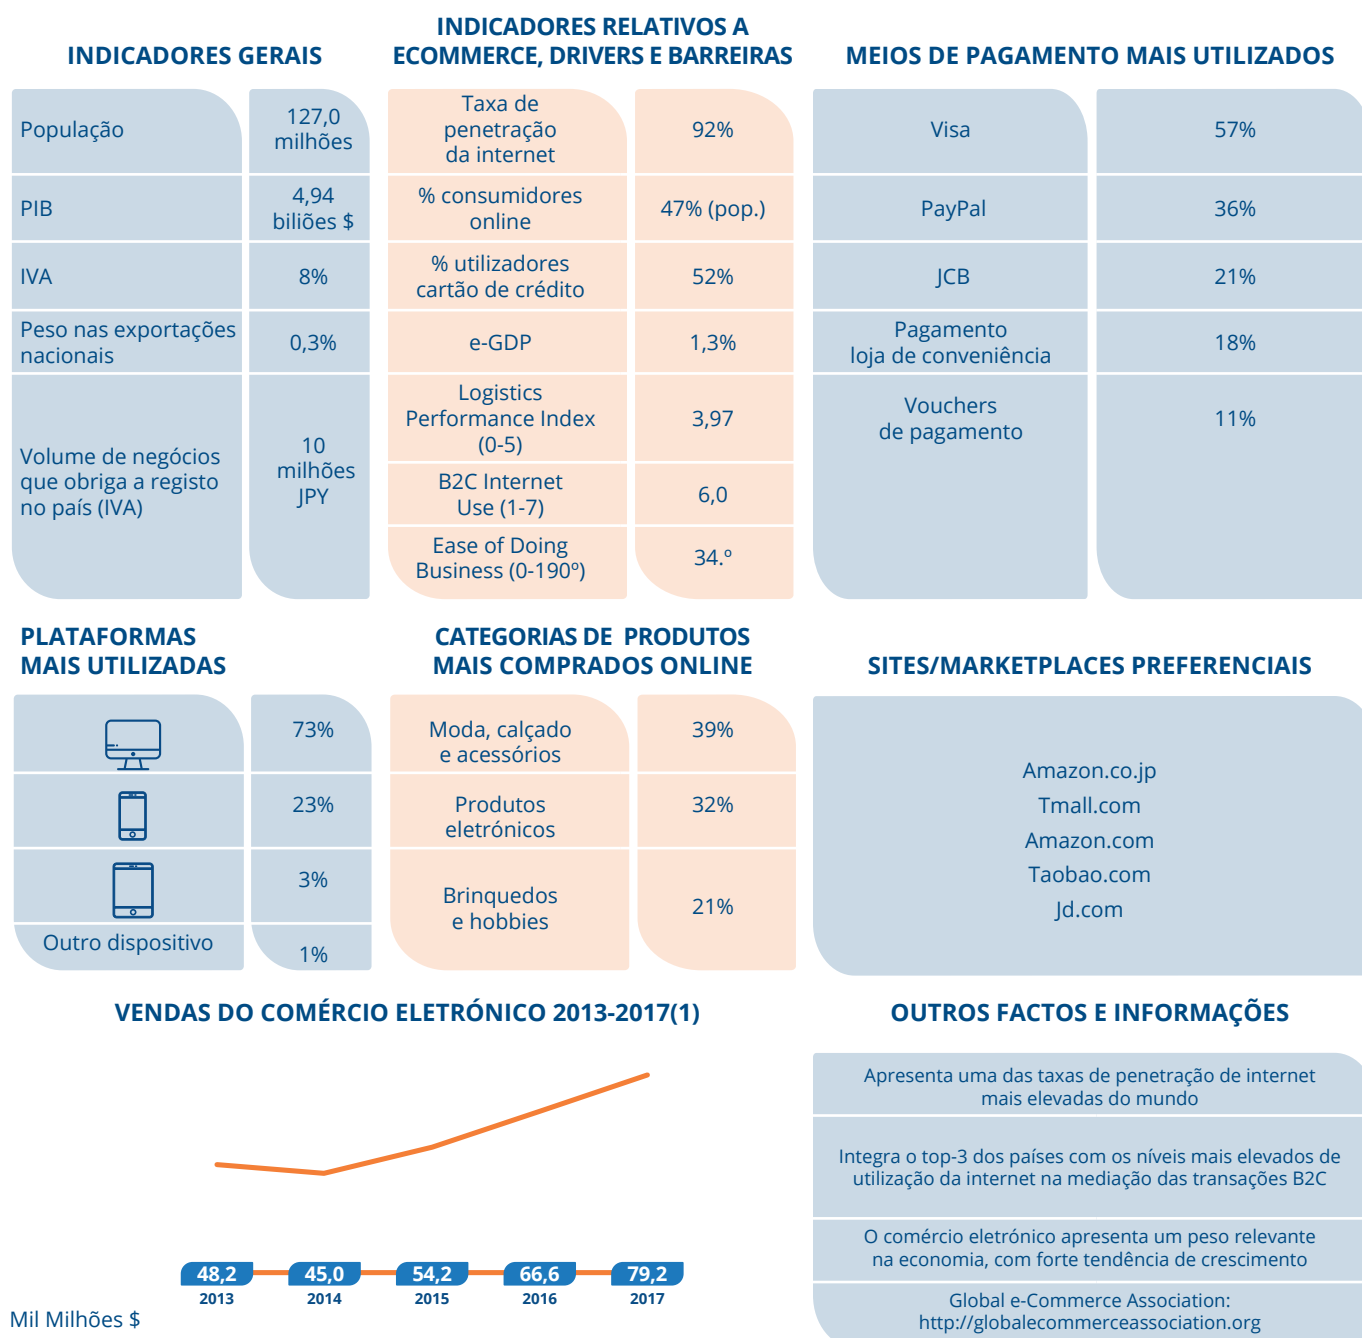 INDICADORES GERAIS
População
127,0
milhões
PIB
4,94
biliões $
IVA
8%
Peso nas exportações
nacionais
0,3%
Volume de negócios
que obriga a registo
no país (IVA)
10
milhões
JPY
INDICADORES RELATIVOS A
ECOMMERCE, DRIVERS E BARREIRAS
Taxa de
penetração
da internet
92%
% consumidores
online
47% (pop.)
% utilizadores
cartão de crédito
52%
e-GDP
1,3%
Logistics
Performance Index
(0-5)
3,97
B2C Internet
Use (1-7)
6,0
Ease of Doing
Business (0-190º)
34.º
MEIOS DE PAGAMENTO MAIS UTILIZADOS
Visa
57%
PayPal
36%
JCB
21%
Pagamento
loja de conveniência
18%
Vouchers
de pagamento
11%
PLATAFORMAS
MAIS UTILIZADAS
73%
23%
3%
Outro dispositivo
1%
CATEGORIAS DE PRODUTOS
MAIS COMPRADOS ONLINE
Moda, calçado
e acessórios
39%
Produtos
eletrónicos
32%
Brinquedos
e hobbies
21%
SITES/MARKETPLACES PREFERENCIAIS
Amazon.co.jp
Tmall.com
Amazon.com
Taobao.com
Jd.com
VENDAS DO COMÉRCIO ELETRÓNICO 2013-2017(1)
48,2 45,0 54,2 66,6 79,2
2013 2014 2015 2016 2017
Mil Milhões $
OUTROS FACTOS E INFORMAÇÕES
Apresenta uma das taxas de penetração de internet
mais elevadas do mundo
Integra o top-3 dos países com os níveis mais elevados de
utilização da internet na mediação das transações B2C
O comércio eletrónico apresenta um peso relevante
na economia, com forte tendência de crescimento
Global e-Commerce Association:
http://globalecommerceassociation.org